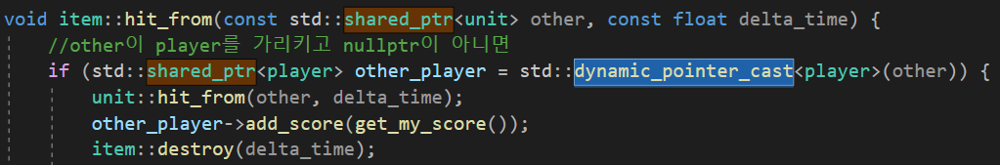 void item::hit_from(const std::shared_ptr<unit> other, const float delta_time) {
//other이 player를 가리키고 nullptr이 아니면
if (std::shared_ptr<player> other_player = std::dynamic_pointer_cast<player>(other)) {
unit::hit_from(other, delta_time);
other_player->add_score(get_my_score());
item::destroy(delta_time);